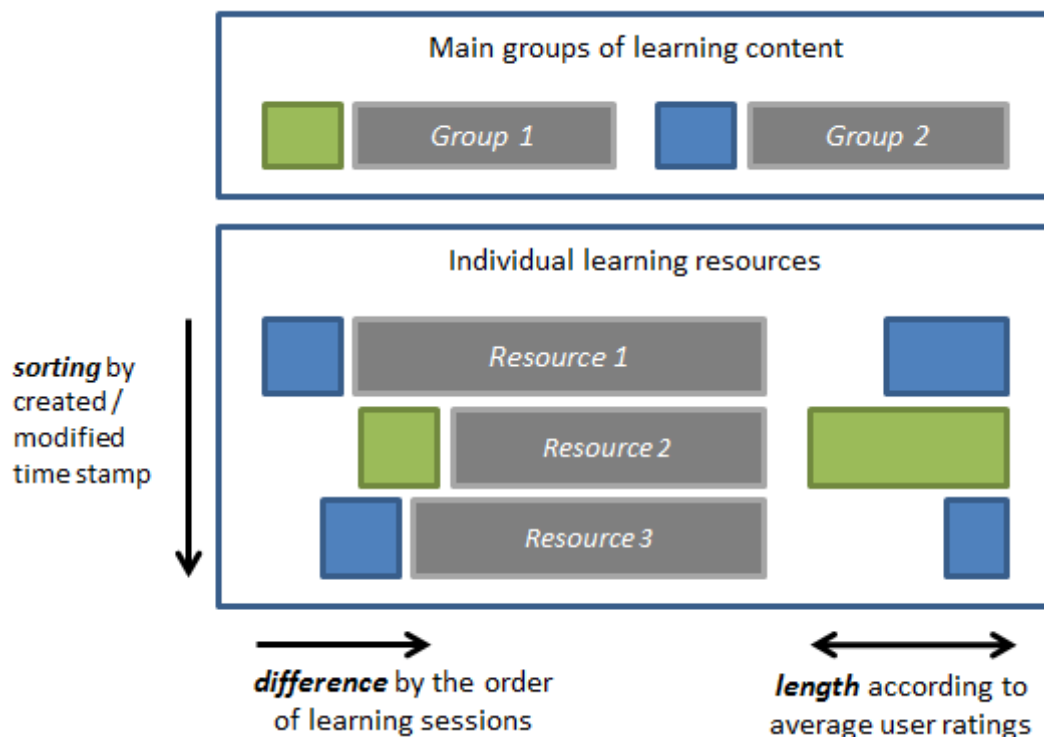 Main groups of learning content
Group 1
Group 2
Individual learning resources
Resource 1
Resource 2
Resource 3
sorting by
created /
modified
time stamp
difference by the order
of learning sessions
length according to
average user ratings